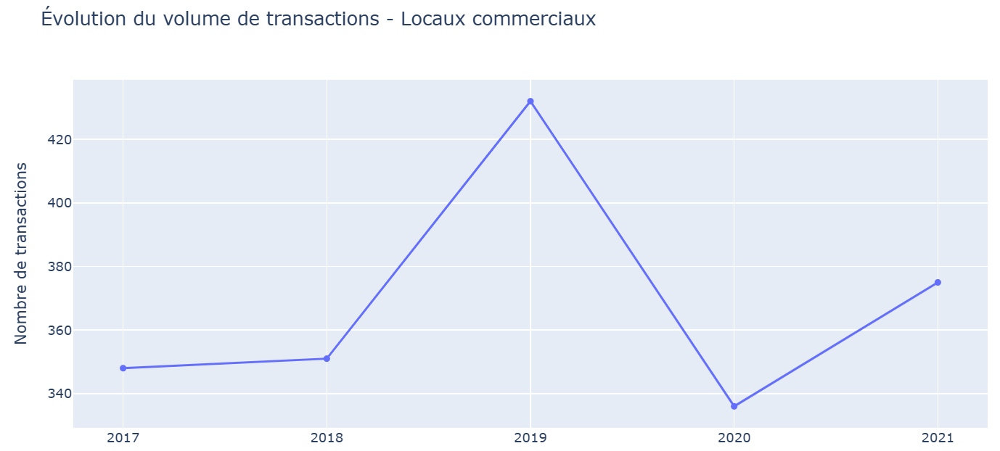 Évolution du volume de transactions - Locaux commerciaux
Nombre de transactions
420
400
380
360
340
2017 2018 2019 2020 2021